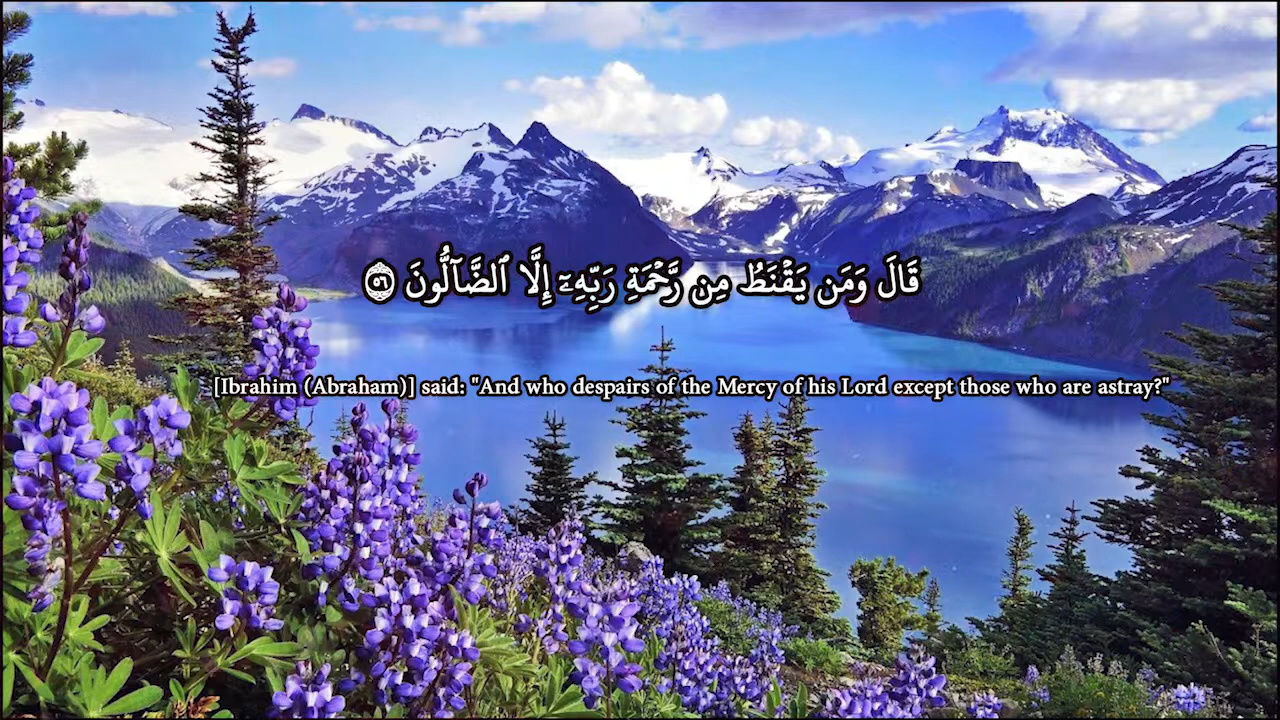 قَالَ وَمَن يَقْنَطُ مِن رَّحْمَةِ رَبِّهِۦٓ إِلَّا ٱلضَّآلُّونَ ٥٦
[Ibrahim (Abraham)] said: "And who despairs of the Mercy of his Lord except those who are astray?"